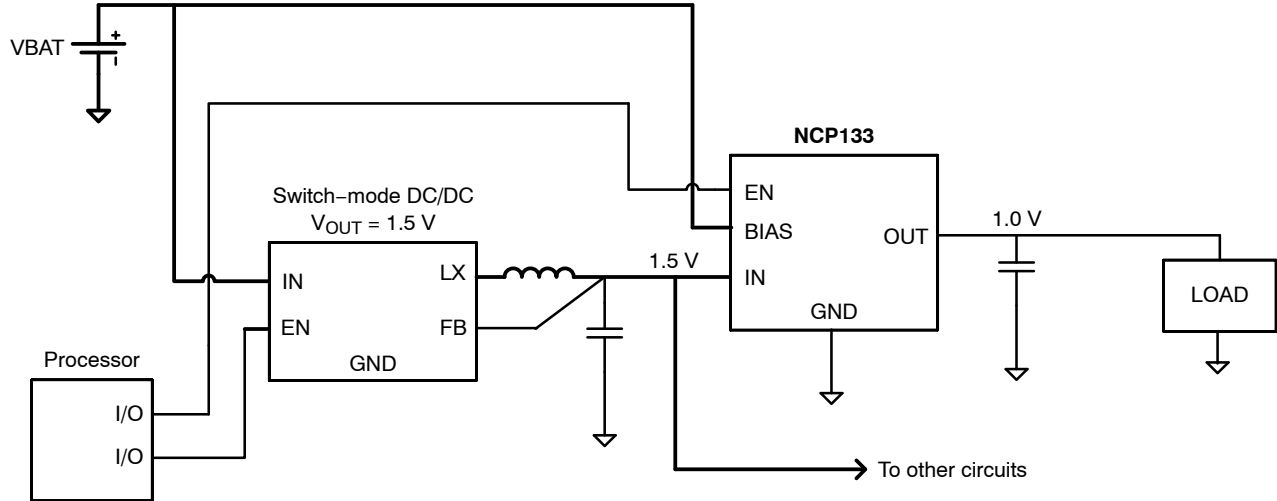 VBAT
+
NCP133
Switch−mode DC/DC
VOUT = 1.5 V
EN
BIAS
OUT
1.0 V
LX
1.5 V
IN
IN
LOAD
EN
FB
GND
GND
Processor
I/O
I/O
To other circuits